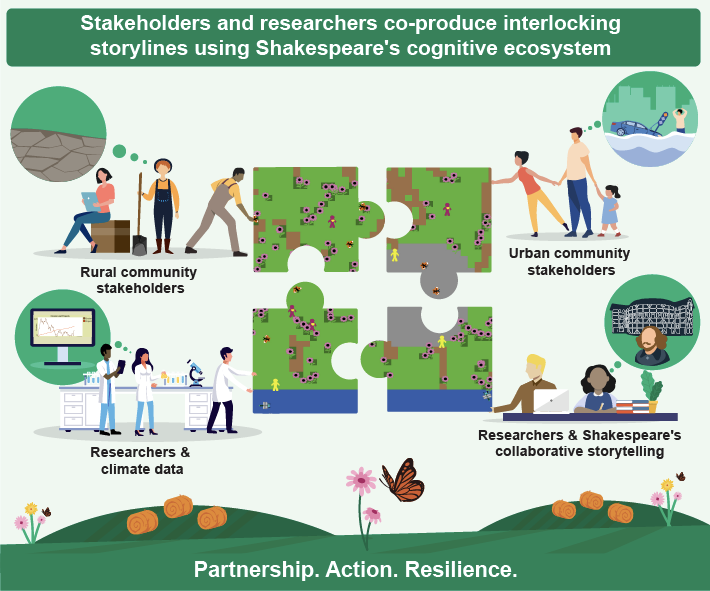 Stakeholders and researchers co-produce interlocking
storylines using Shakespeare's cognitive ecosystem
Rural community
stakeholders
Urban community
stakeholders
Researchers &
climate data
Researchers & Shakespeare's
collaborative storytelling
Partnership. Action. Resilience.